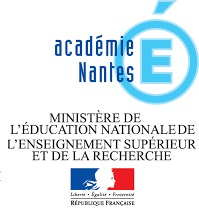 académie
Nantes
É
MINISTÈRE DE
L'ÉDUCATION NATIONALE DE
L'ENSEIGNEMENT SUPÉRIEUR
ET DE LA RECHERCHE
Liberté • Égalité • Fraternité
RÉPUBLIQUE FRANÇAISE